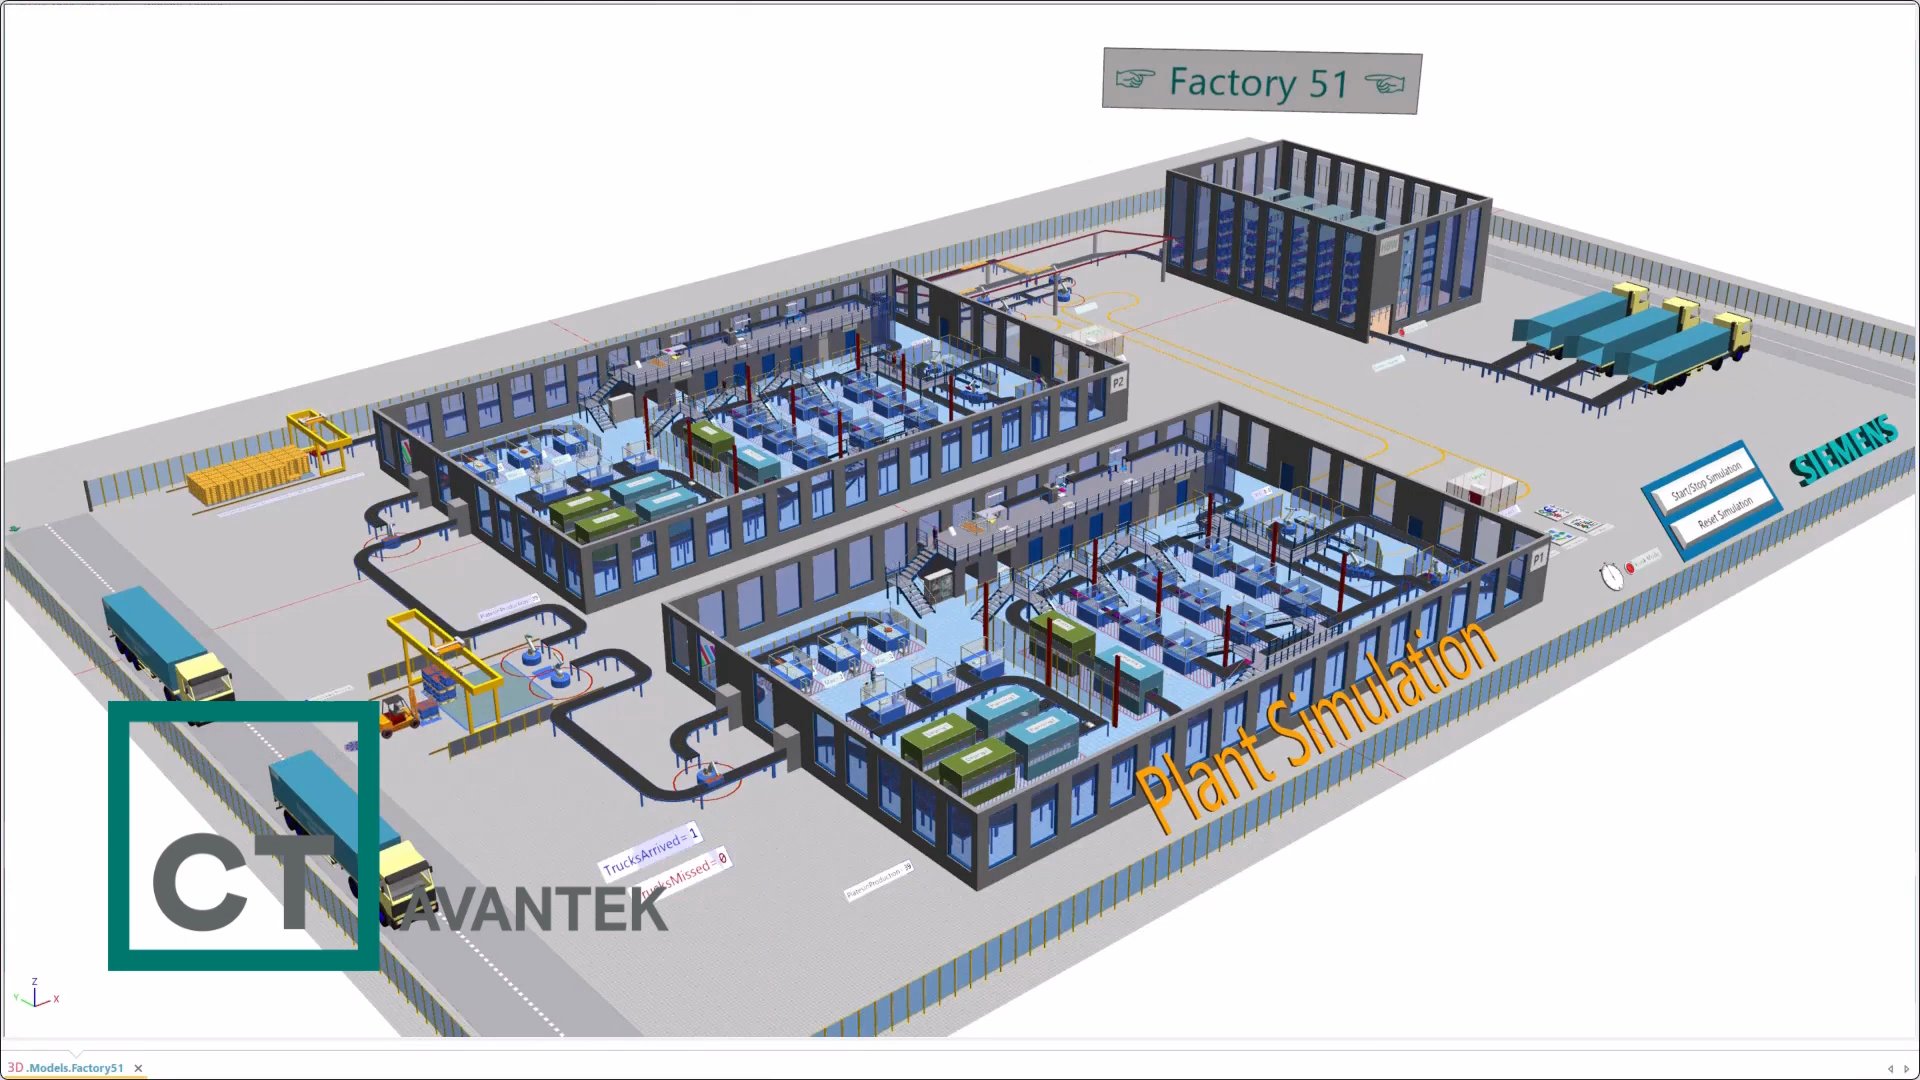 ☞ Factory 51 ☜
P2
SIEMENS
Start/Stop Simulation
Reset Simulation
P1
Plant Simulation
TrucksArrived= 1
TrucksMissed=0
CT
AVANTEK
Z
Y
X
3D .Models.Factory51